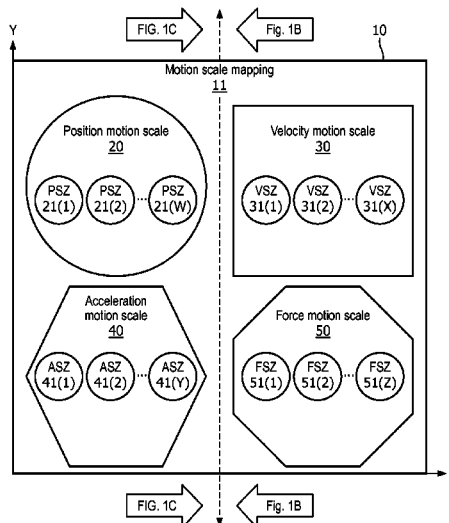 Y
FIG. 1C
Fig. 1B
10
Motion scale mapping
11
Position motion scale
20
PSZ 21(1) PSZ 21(2) ... PSZ 21(W)
Velocity motion scale
30
VSZ 31(1) VSZ 31(2) ... VSZ 31(X)
Acceleration
motion scale
40
ASZ 41(1) ASZ 41(2) ... ASZ 41(Y)
Force motion scale
50
FSZ 51(1) FSZ 51(2) ... FSZ 51(Z)
FIG. 1C
Fig. 1B